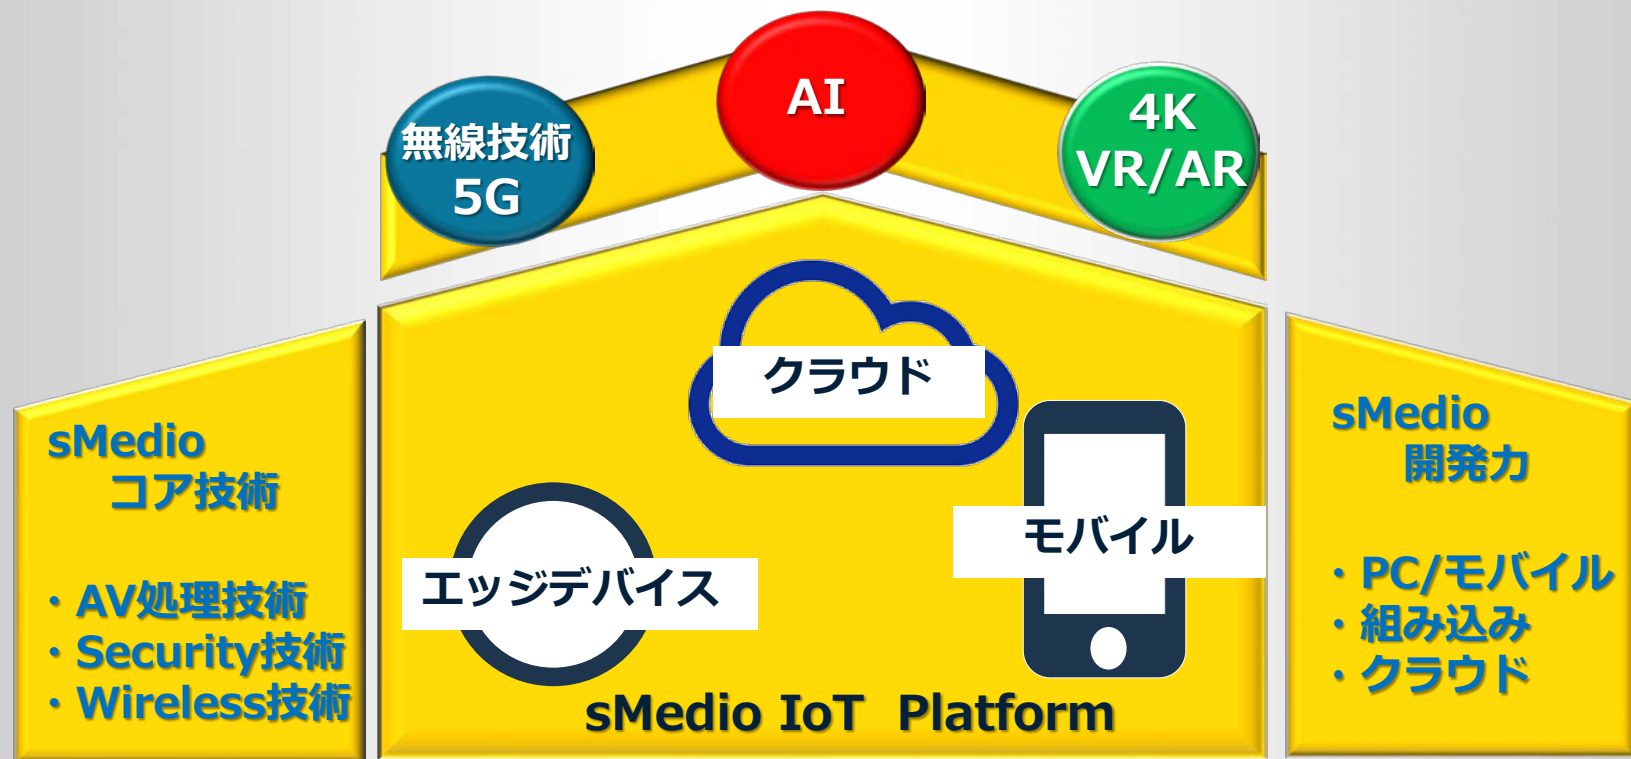 無線技術
5G
AI
4K
VR/AR
クラウド
エッジデバイス
モバイル
sMedio IoT Platform
sMedio
コア技術
・AV処理技術
・Security技術
・Wireless技術
sMedio
開発力
・PC/モバイル
・組み込み
・クラウド